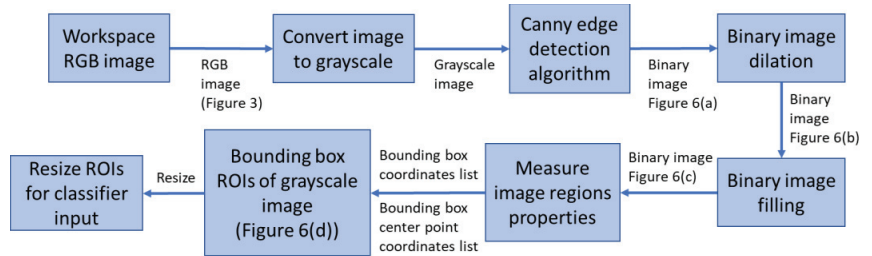 Workspace
RGB image
RGB
image
(Figure 3)
Convert image
to grayscale
Grayscale
image
Canny edge
detection
algorithm
Binary
image
Figure 6(a)
Binary image
dilation
Binary
image
Figure 6(b)
Binary image
filling
Binary image
Figure 6(c)
Measure
image regions
properties
Bounding box
coordinates list
Bounding box
center point
coordinates list
Bounding box
ROIs of grayscale
image
(Figure 6(d))
Resize
Resize ROIs
for classifier
input